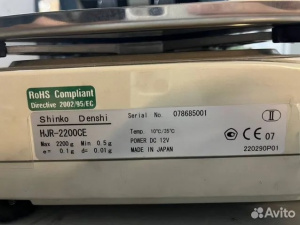 RoHS Compliant
Directive 2002/95/EC
Shinko Denshi
HJR-2200CE
Max 2200g Min 0.5g
e= 0.1g d= 0.01g
Serial No. 078685001
Temp. 10°C/35°C
POWER DC 12V
MADE IN JAPAN
II
CE 07
220290P01
Avito